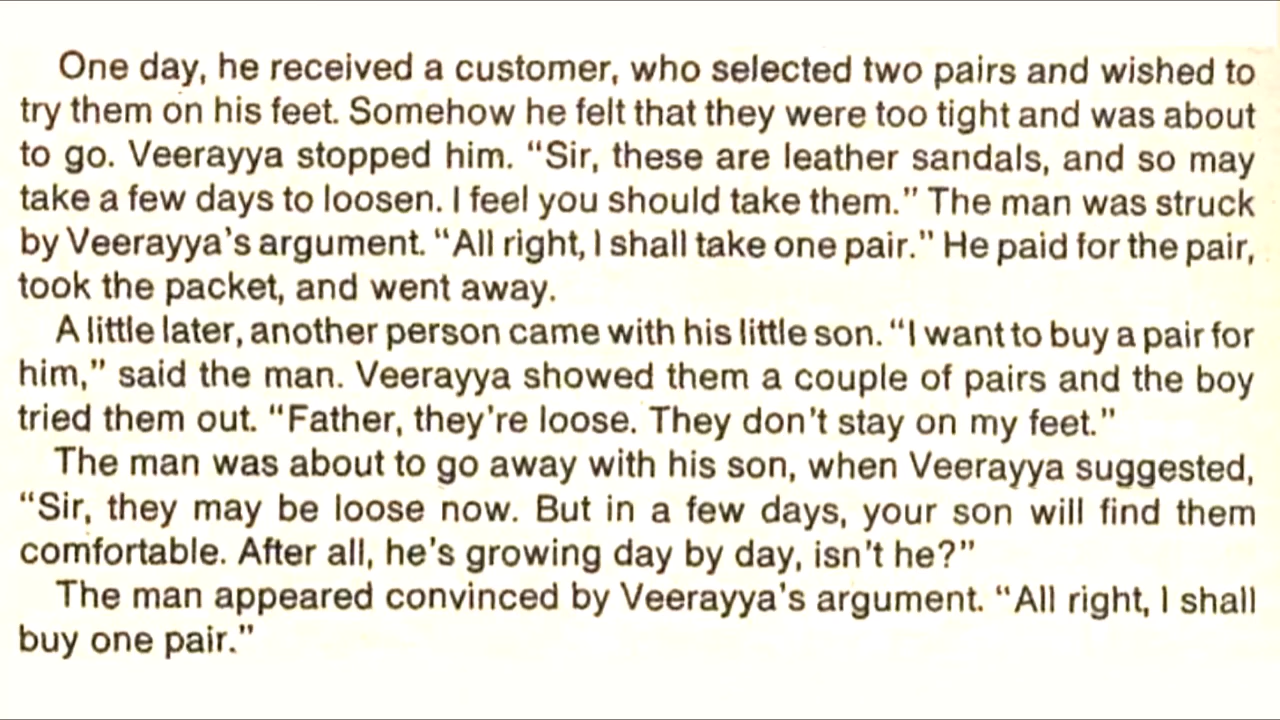 One day, he received a customer, who selected two pairs and wished to
try them on his feet. Somehow he felt that they were too tight and was about
to go. Veerayya stopped him. “Sir, these are leather sandals, and so may
take a few days to loosen. I feel you should take them.” The man was struck
by Veerayya’s argument. “All right, I shall take one pair.” He paid for the pair,
took the packet, and went away.
A little later, another person came with his little son. “I want to buy a pair for
him,” said the man. Veerayya showed them a couple of pairs and the boy
tried them out. “Father, they’re loose. They don’t stay on my feet.”
The man was about to go away with his son, when Veerayya suggested,
“Sir, they may be loose now. But in a few days, your son will find them
comfortable. After all, he’s growing day by day, isn’t he?”
The man appeared convinced by Veerayya’s argument. “All right, I shall
buy one pair.”